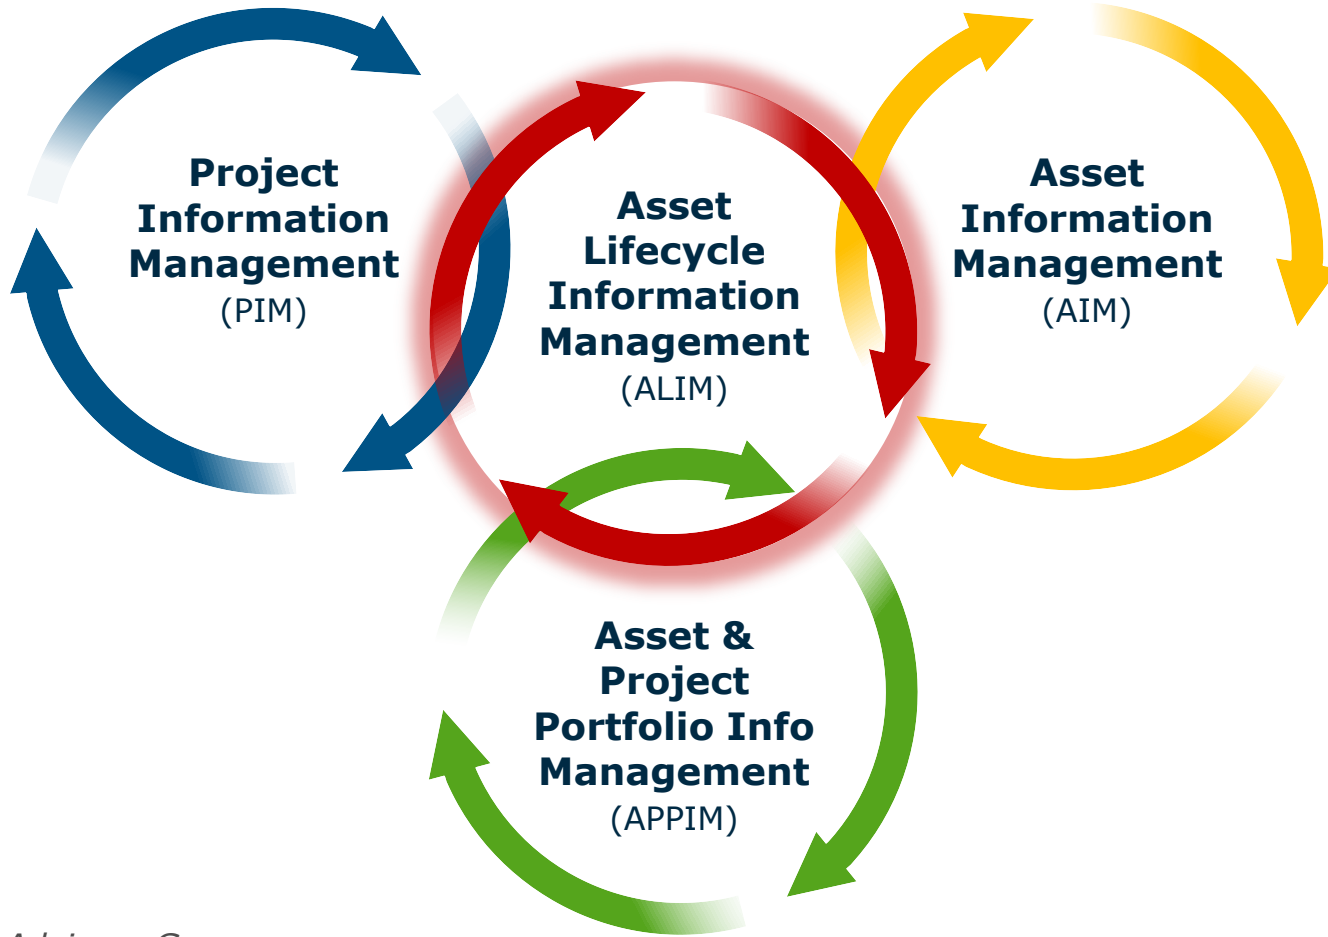 Project
Information
Management
(PIM)
Asset
Lifecycle
Information
Management
(ALIM)
Asset
Information
Management
(AIM)
Asset &
Project
Portfolio Info
Management
(APPIM)